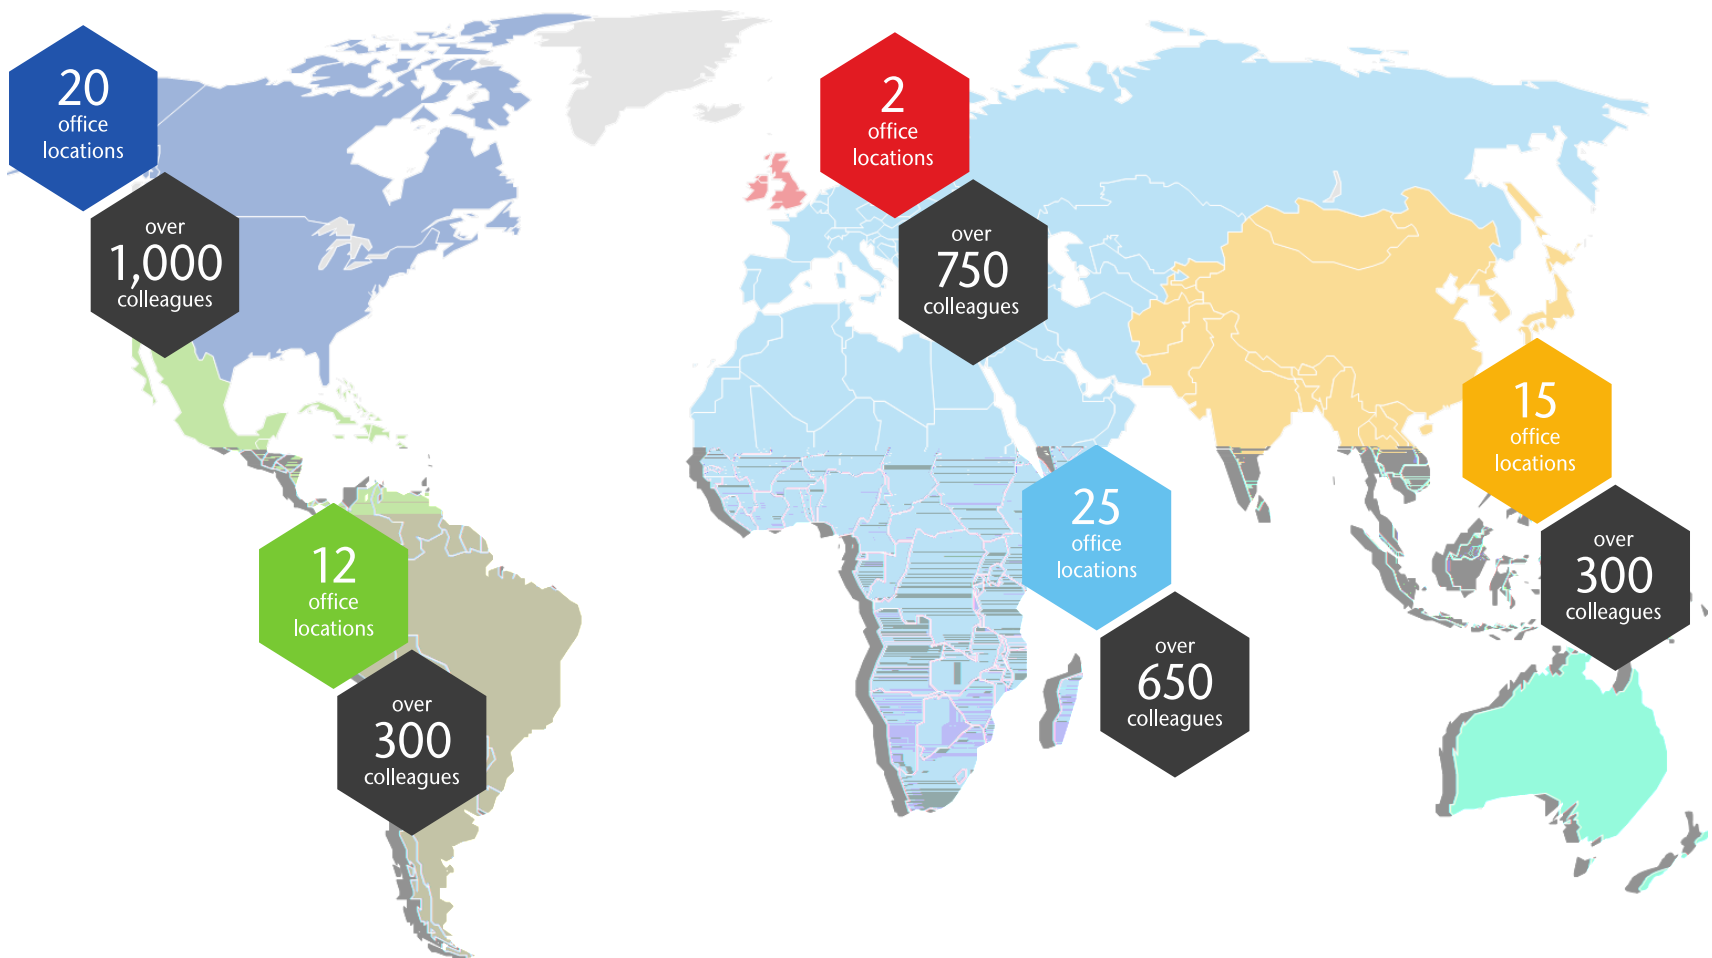 20
office
locations
over
1,000
colleagues
2
office
locations
over
750
colleagues
15
office
locations
over
300
colleagues
25
office
locations
over
650
colleagues
12
office
locations
over
300
colleagues